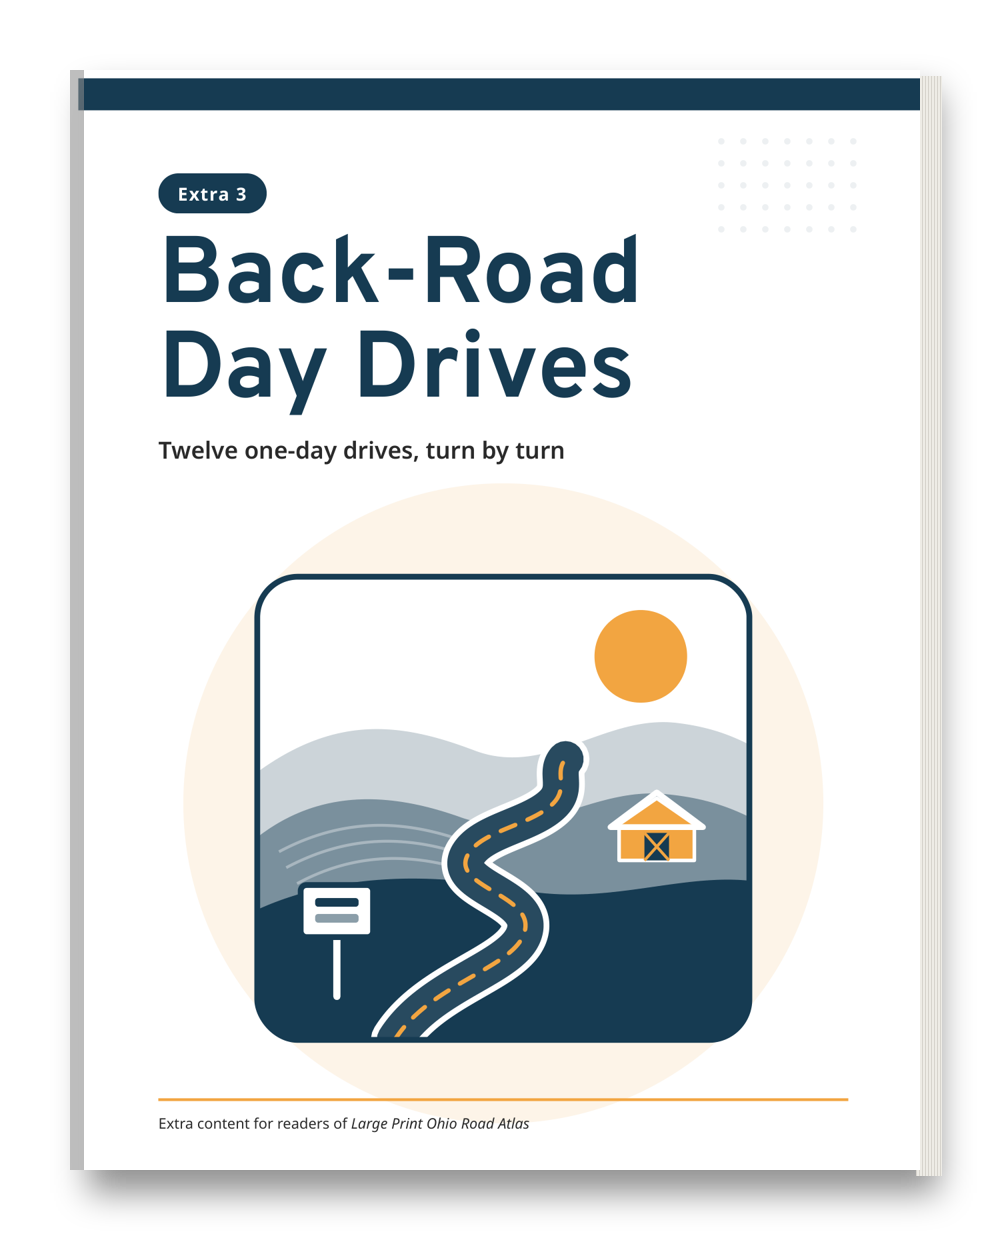 Extra 3
Back-Road
Day Drives
Twelve one-day drives, turn by turn
Extra content for readers of Large Print Ohio Road Atlas